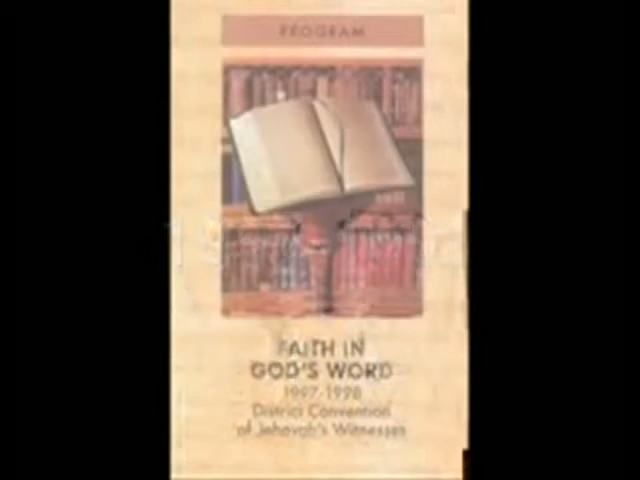 PROGRAM
FAITH IN
GOD'S WORD
1997-1998
District Convention
of Jehovah's Witnesses